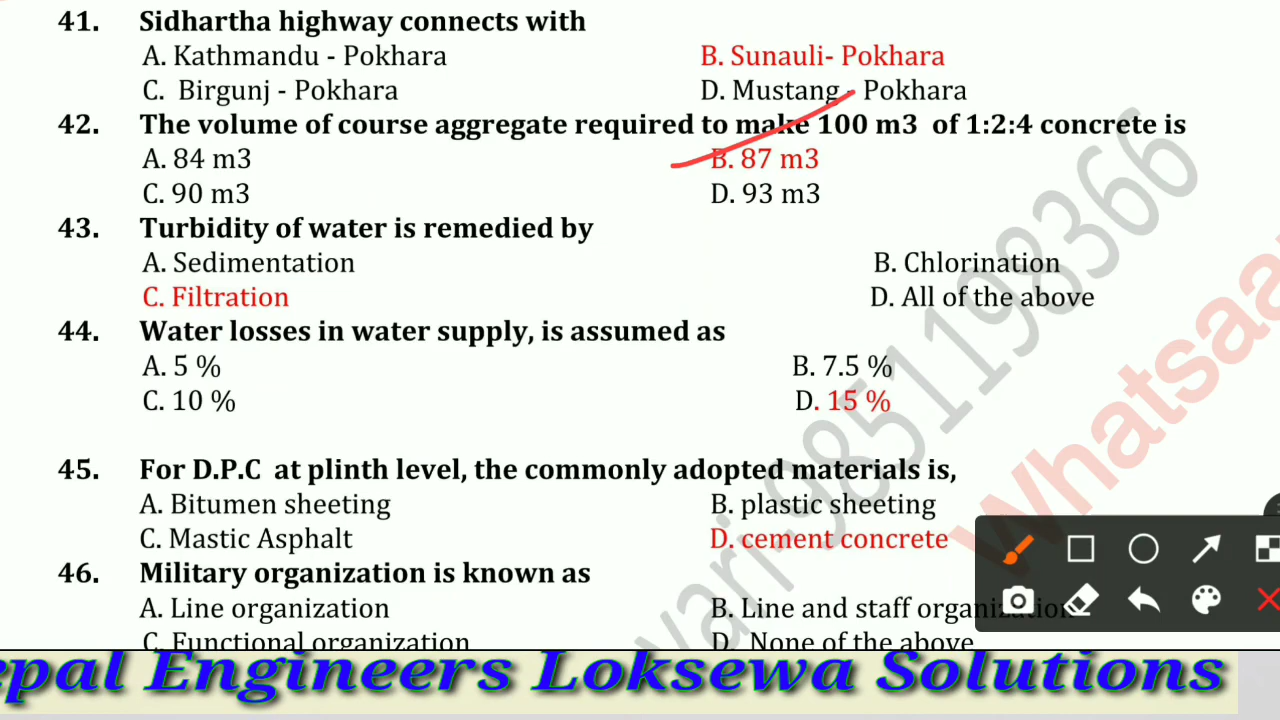 41. Sidhartha highway connects with
A. Kathmandu - Pokhara B. Sunauli- Pokhara
C. Birgunj - Pokhara D. Mustang - Pokhara
42. The volume of course aggregate required to make 100 m3 of 1:2:4 concrete is
A. 84 m3 B. 87 m3
C. 90 m3 D. 93 m3
43. Turbidity of water is remedied by
A. Sedimentation B. Chlorination
C. Filtration D. All of the above
44. Water losses in water supply, is assumed as
A. 5 % B. 7.5 %
C. 10 % D. 15 %
45. For D.P.C at plinth level, the commonly adopted materials is,
A. Bitumen sheeting B. plastic sheeting
C. Mastic Asphalt D. cement concrete
46. Military organization is known as
A. Line organization B. Line and staff organization
C. Functional organization D. None of the above
epal Engineers Loksewa Solutions
vari-9851198366
Whatsaa